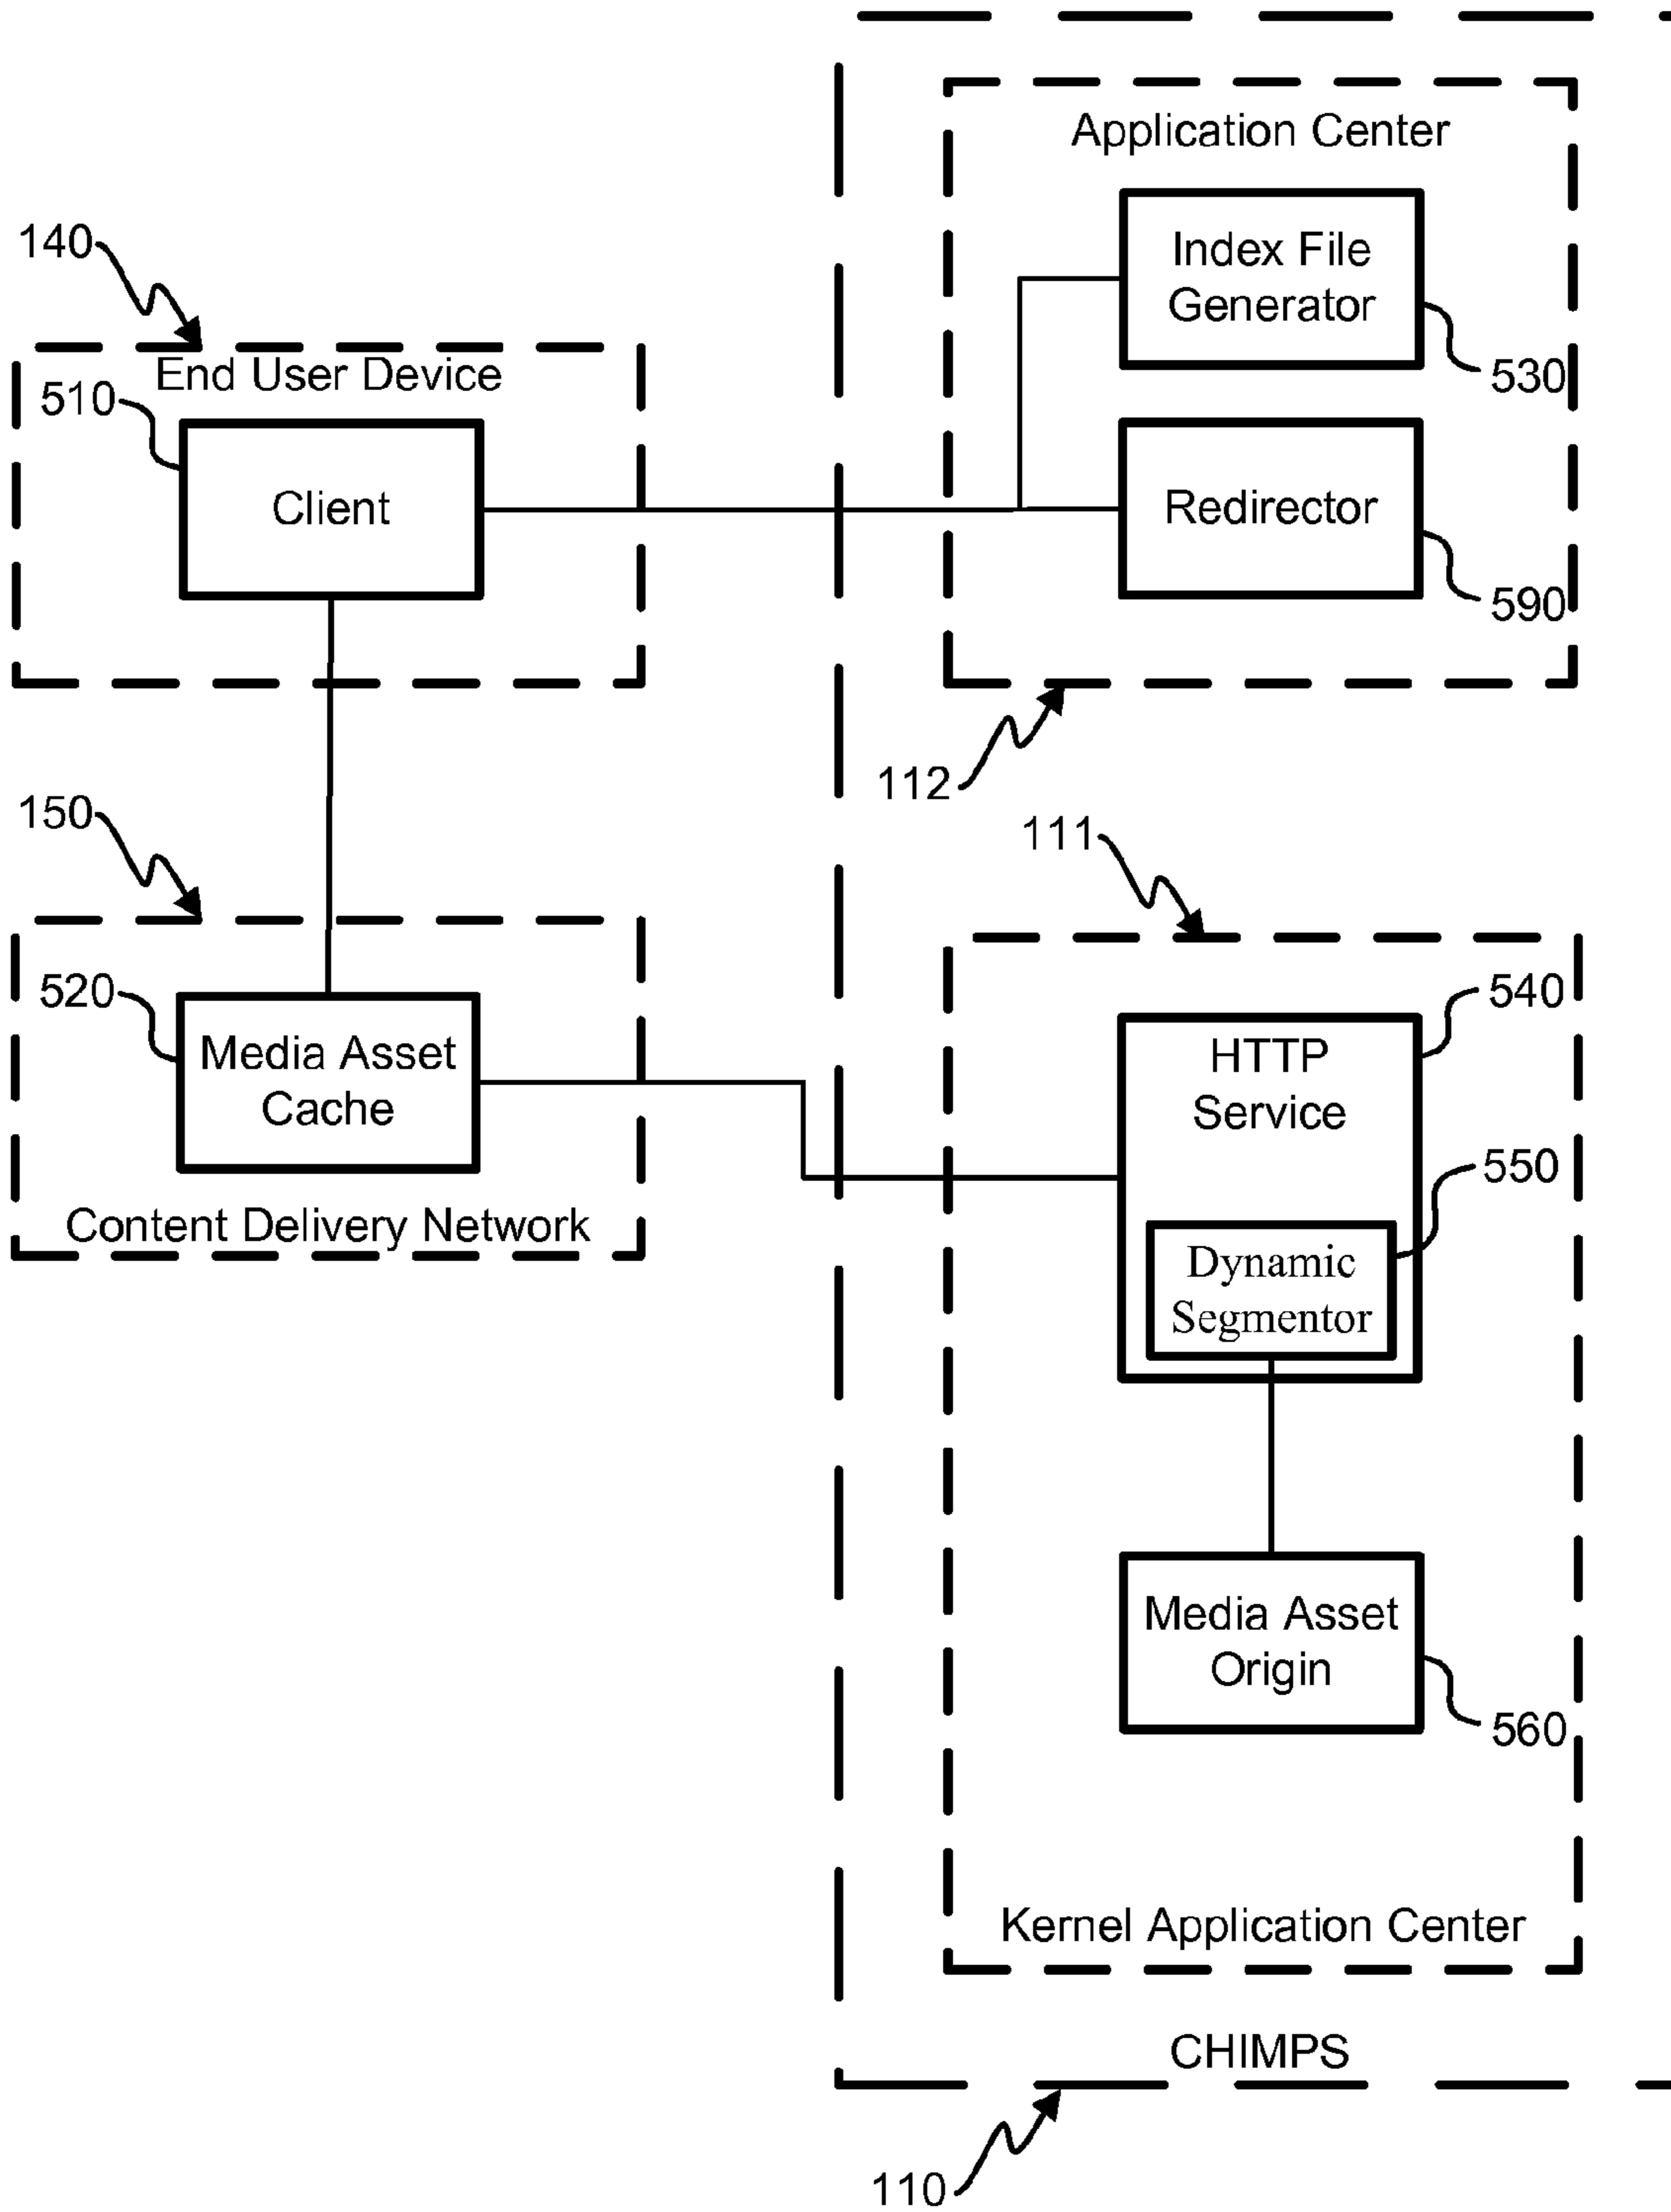 Application Center
Index File
Generator
530
140
End User Device
510
Client
Redirector
590
112
150
111
520
Media Asset
Cache
Content Delivery Network
540
HTTP
Service
550
Dynamic
Segmentor
Media Asset
Origin
560
Kernel Application Center
CHIMPS
110